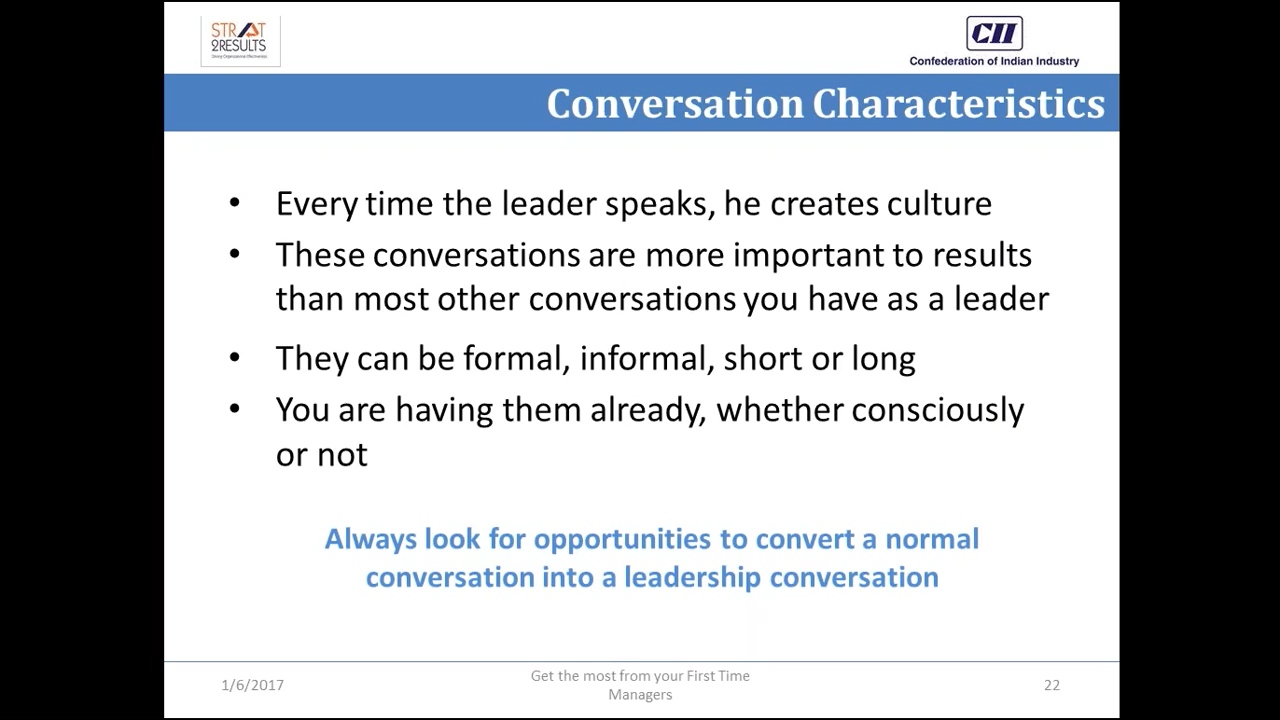 STRAT
2RESULTS
CII
Confederation of Indian Industry
Conversation Characteristics
• Every time the leader speaks, he creates culture
• These conversations are more important to results
than most other conversations you have as a leader
• They can be formal, informal, short or long
• You are having them already, whether consciously
or not
Always look for opportunities to convert a normal
conversation into a leadership conversation
1/6/2017
Get the most from your First Time
Managers
22